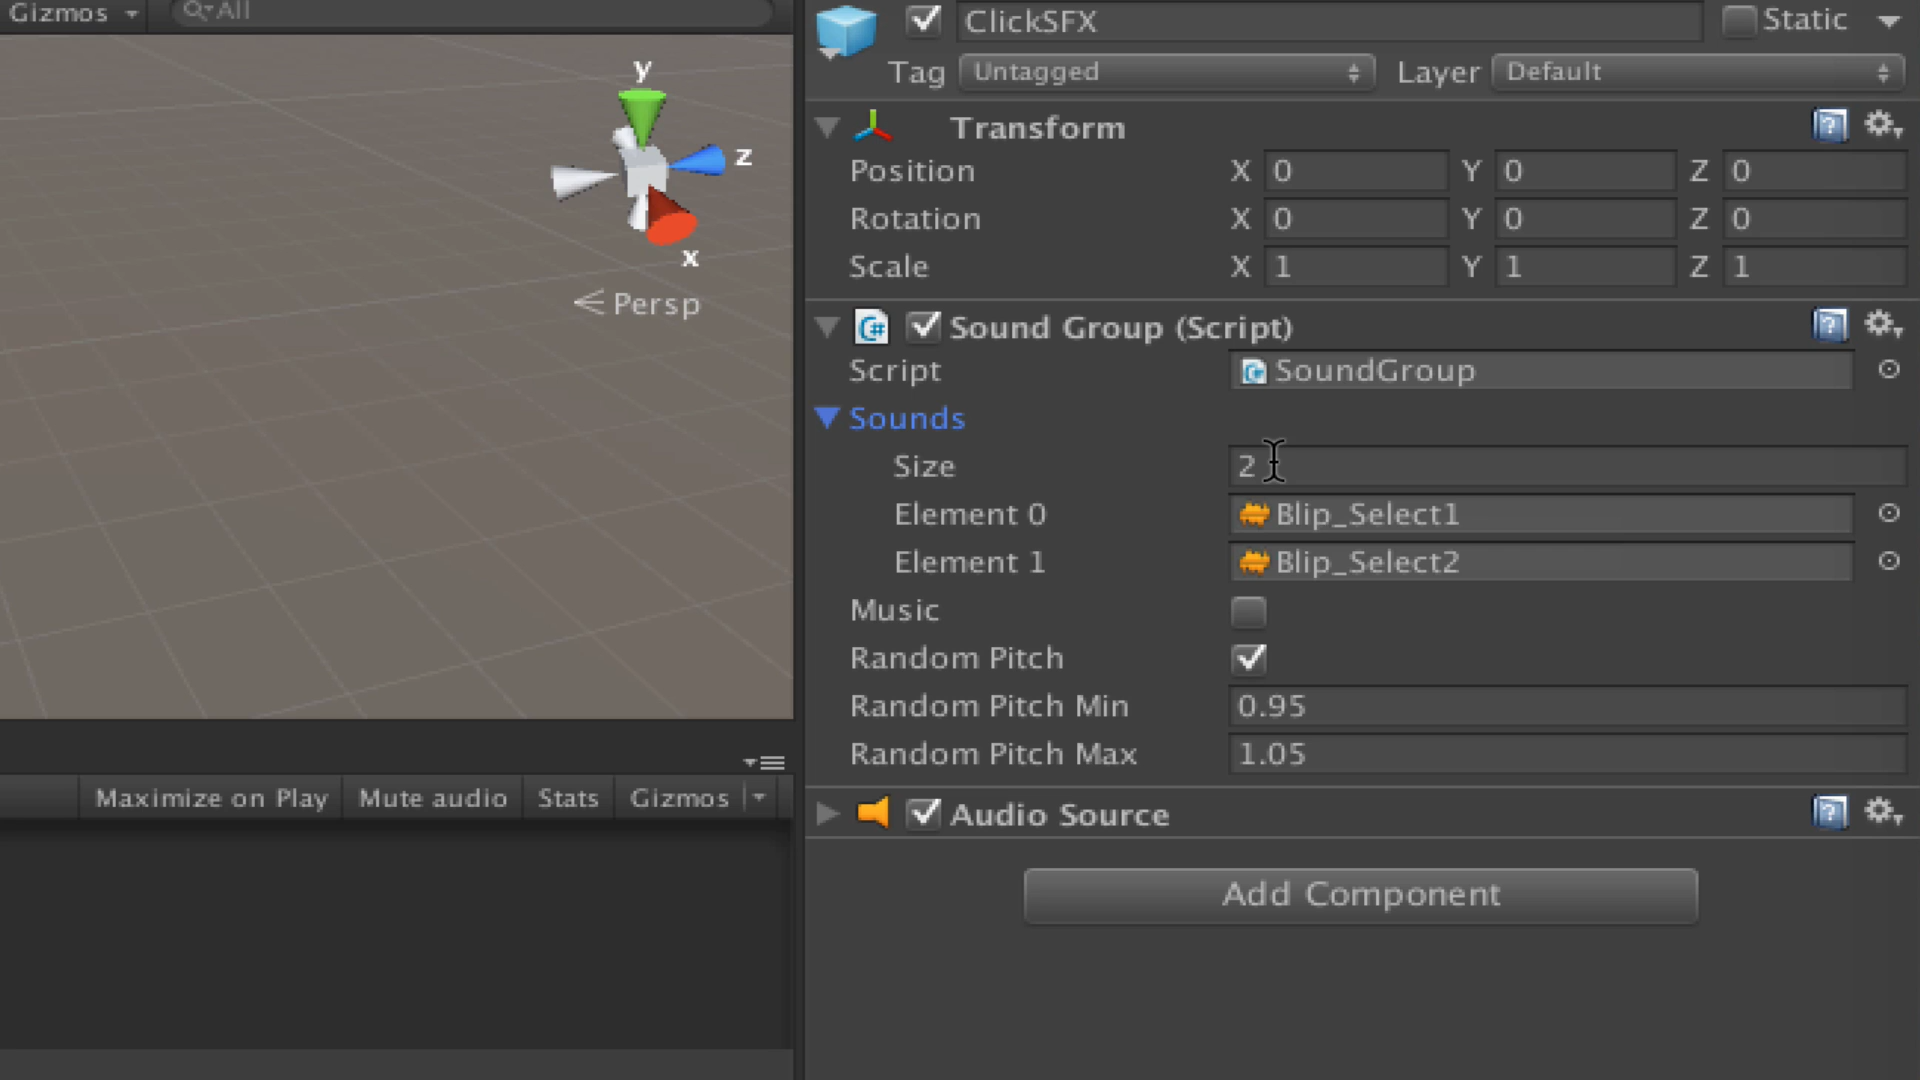 Gizmos All
y
z
x
Persp
Maximize on Play Mute audio Stats Gizmos
ClickSFX Static
Tag Untagged Layer Default
Transform
Position X 0 Y 0 Z 0
Rotation X 0 Y 0 Z 0
Scale X 1 Y 1 Z 1
C# Sound Group (Script)
Script SoundGroup
Sounds
Size 2
Element 0 Blip_Select1
Element 1 Blip_Select2
Music
Random Pitch
Random Pitch Min 0.95
Random Pitch Max 1.05
Audio Source
Add Component